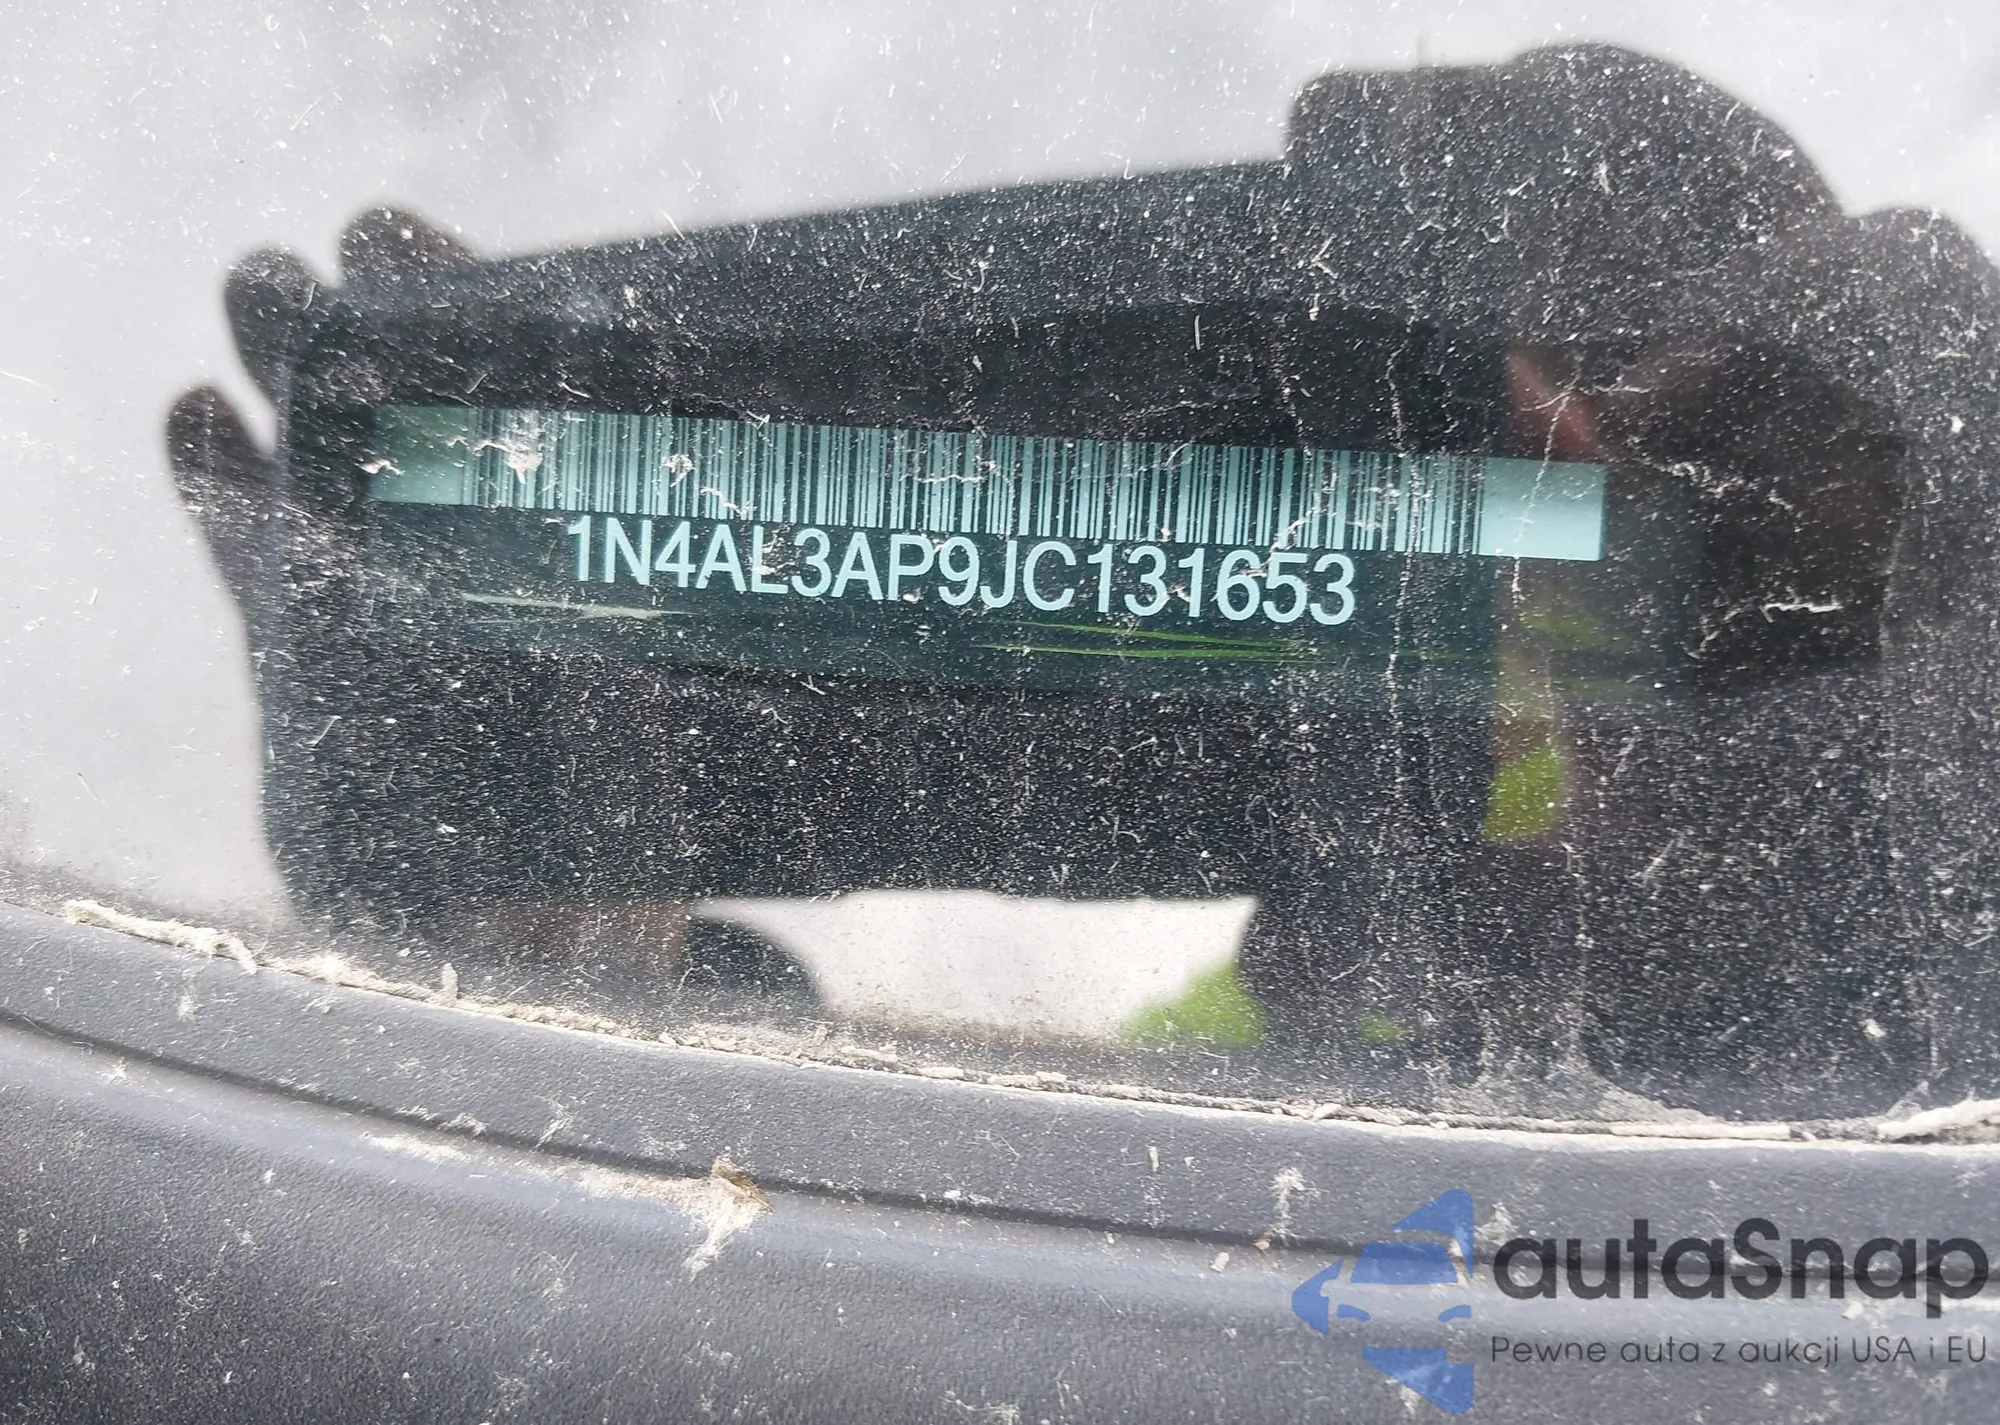 1N4AL3AP9JC131653
autaSnap
Pewne auta z aukcji USA i EU